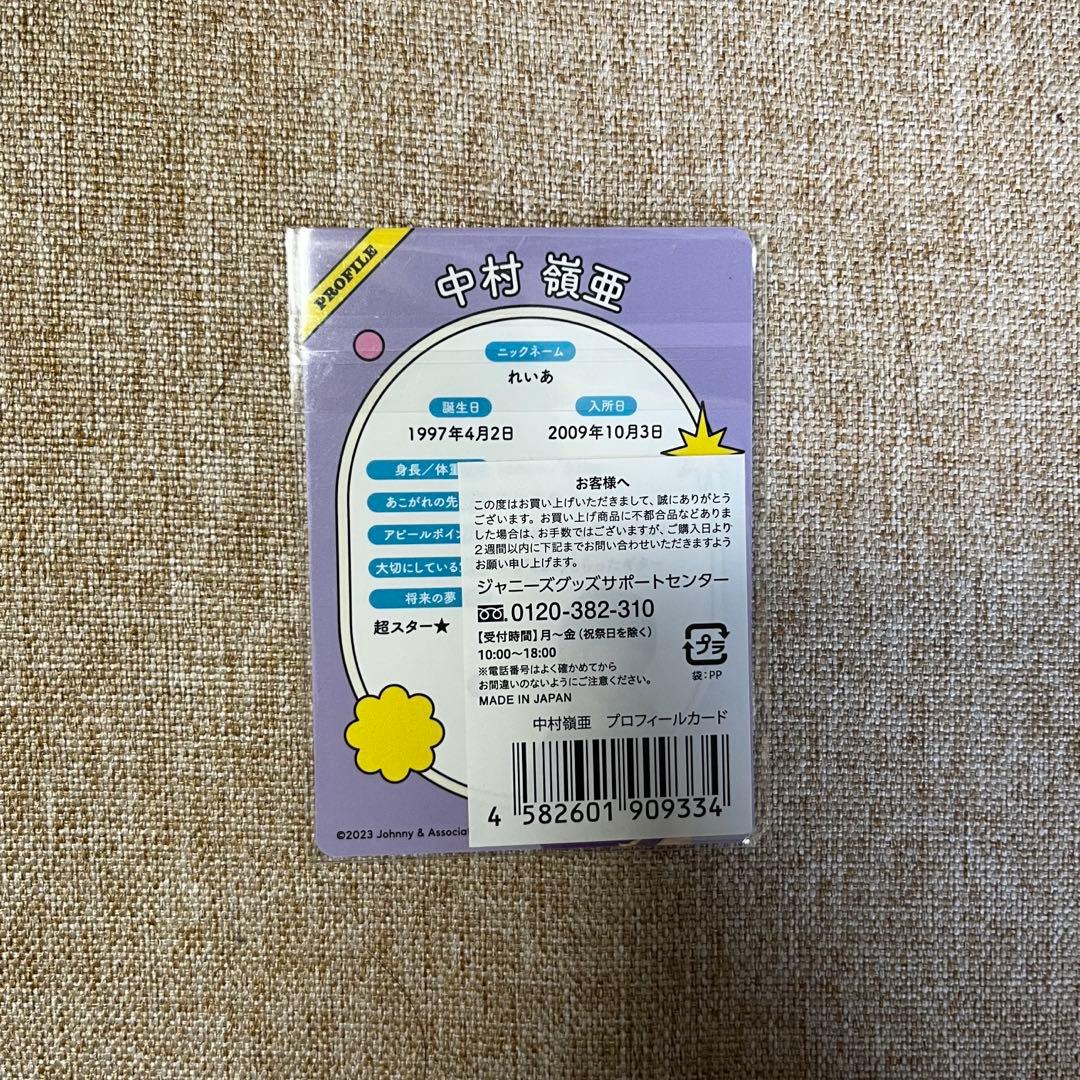 PROFILE
中村 嶺亜
ニックネーム
れいあ
誕生日
入所日
1997年4月2日
2009年10月3日
身長／体重
あこがれの先
アピールポイン
大切にしている
将来の夢
超スター★
お客様へ
この度はお買い上げいただきまして、誠にありがとう
ございます。お買い上げ商品に不都合品などありま
した場合は、お手数ではございますが、ご購入日より
2週間以内に下記までお問い合わせいただきますよう
お願い申し上げます。
ジャニーズグッズサポートセンター
0120-382-310
【受付時間】月〜金（祝祭日を除く）
10:00〜18:00
※電話番号はよく確かめてから
お間違いのないようにご注意ください。
MADE IN JAPAN
プラ
袋：PP
中村嶺亜 プロフィールカード
4 582601 909334
©2023 Johnny & Associat